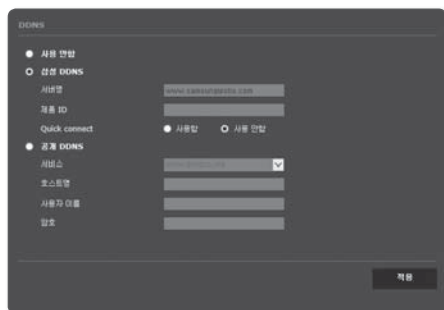 DDNS
사용 안함
삼성 DDNS
서버명 www.samsungipolis.com
제품 ID
Quick connect 사용함 사용 안함
공개 DDNS
서비스
호스트명
사용자 이름
암호
적용